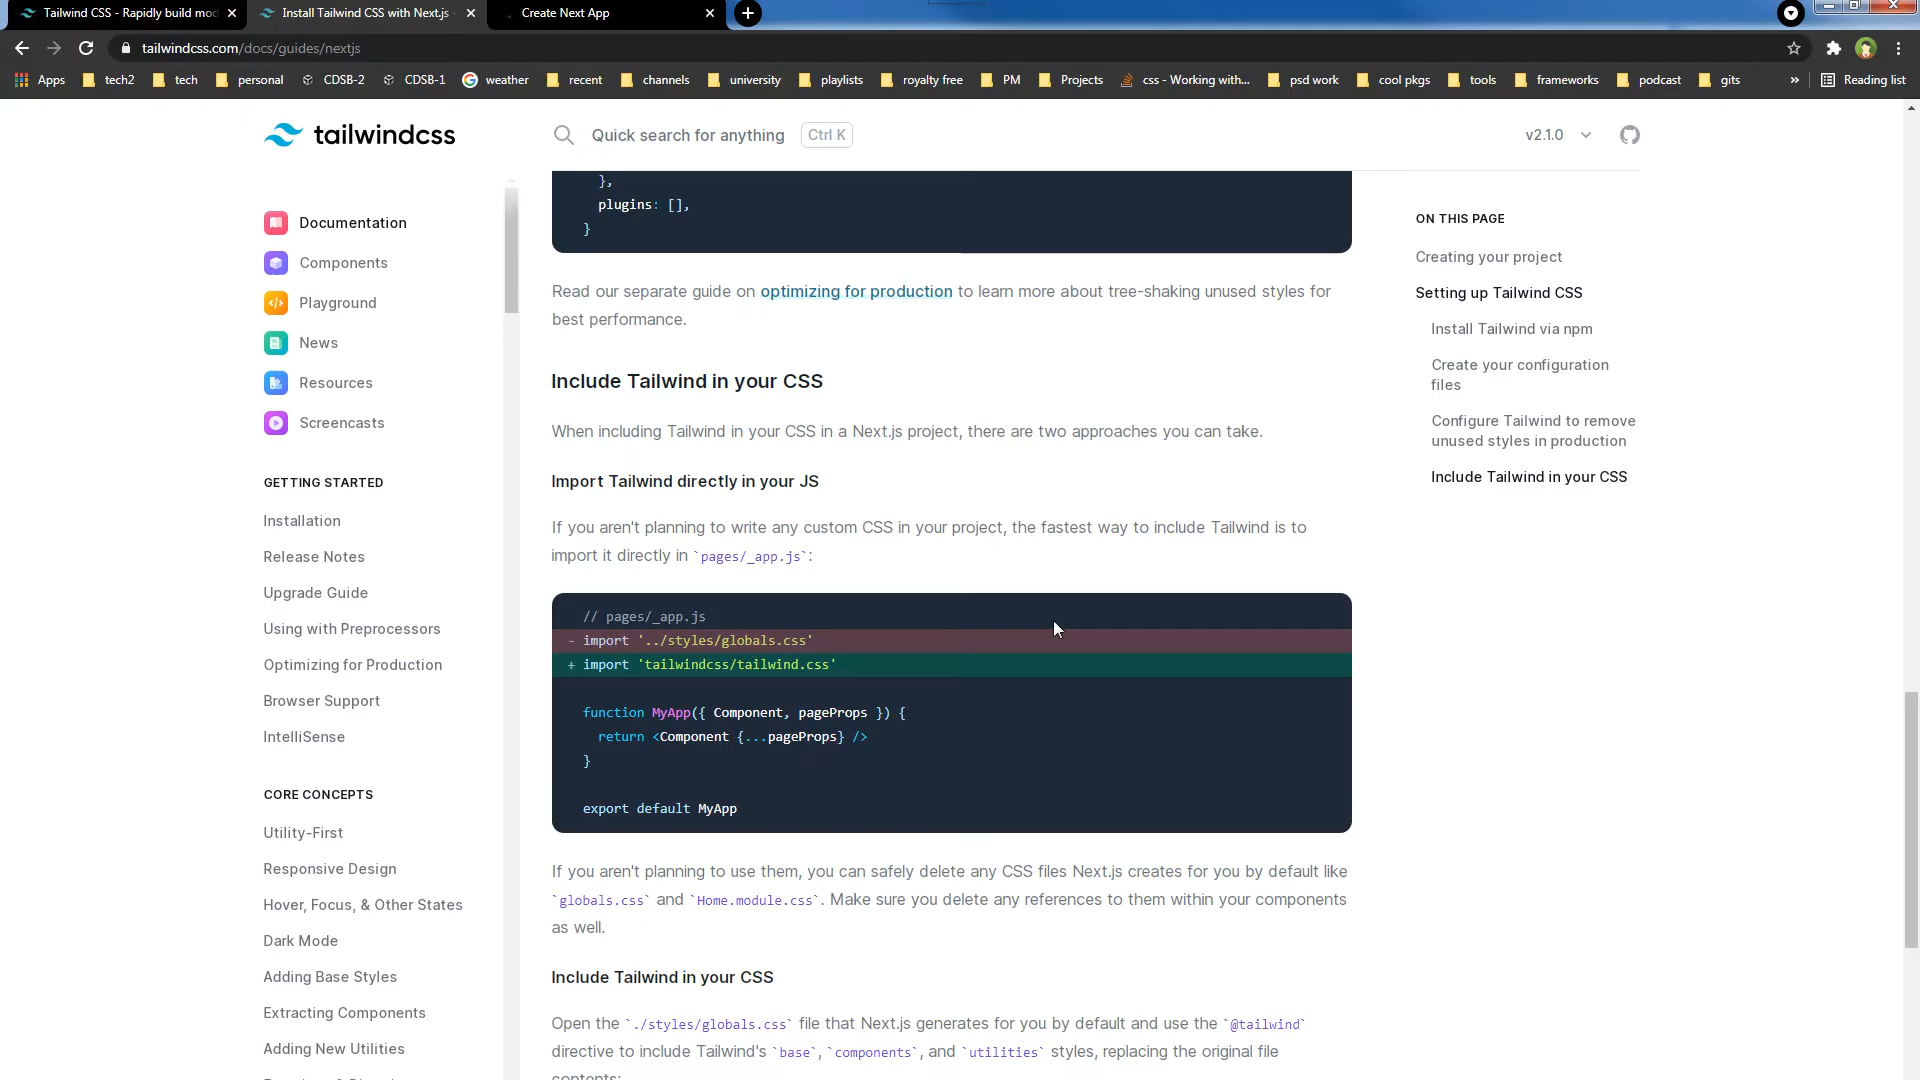 Tailwind CSS - Rapidly build mod
Install Tailwind CSS with Next.js
Create Next App
tailwindcss.com/docs/guides/nextjs
Apps
tech2
tech
personal
CDSB-2
CDSB-1
weather
recent
channels
university
playlists
royalty free
PM
Projects
css - Working with...
psd work
cool pkgs
tools
frameworks
podcast
gits
»
Reading list
tailwindcss
Quick search for anything
Ctrl K
v2.1.0
Documentation
Components
Playground
News
Resources
Screencasts
GETTING STARTED
Installation
Release Notes
Upgrade Guide
Using with Preprocessors
Optimizing for Production
Browser Support
IntelliSense
CORE CONCEPTS
Utility-First
Responsive Design
Hover, Focus, & Other States
Dark Mode
Adding Base Styles
Extracting Components
Adding New Utilities
},
plugins: [],
}
Read our separate guide on optimizing for production to learn more about tree-shaking unused styles for
best performance.
Include Tailwind in your CSS
When including Tailwind in your CSS in a Next.js project, there are two approaches you can take.
Import Tailwind directly in your JS
If you aren't planning to write any custom CSS in your project, the fastest way to include Tailwind is to
import it directly in `pages/_app.js`:
// pages/_app.js
- import '../styles/globals.css'
+ import 'tailwindcss/tailwind.css'
function MyApp({ Component, pageProps }) {
return <Component {...pageProps} />
}
export default MyApp
If you aren't planning to use them, you can safely delete any CSS files Next.js creates for you by default like
`globals.css` and `Home.module.css`. Make sure you delete any references to them within your components
as well.
Include Tailwind in your CSS
Open the `./styles/globals.css` file that Next.js generates for you by default and use the `@tailwind`
directive to include Tailwind's `base`, `components`, and `utilities` styles, replacing the original file
contents:
ON THIS PAGE
Creating your project
Setting up Tailwind CSS
Install Tailwind via npm
Create your configuration
files
Configure Tailwind to remove
unused styles in production
Include Tailwind in your CSS